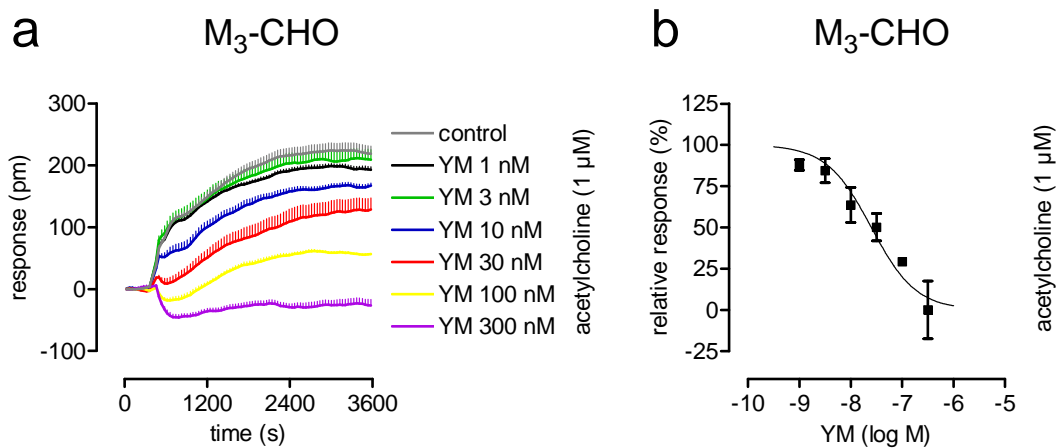 a
M₃-CHO
response (pm)
300
200
100
0
-100
0
1200
2400
3600
time (s)
control
YM 1 nM
YM 3 nM
YM 10 nM
YM 30 nM
YM 100 nM
YM 300 nM
acetylcholine (1 µM)
b
M₃-CHO
relative response (%)
125
100
75
50
25
0
-25
-10
-9
-8
-7
-6
-5
YM (log M)
acetylcholine (1 µM)